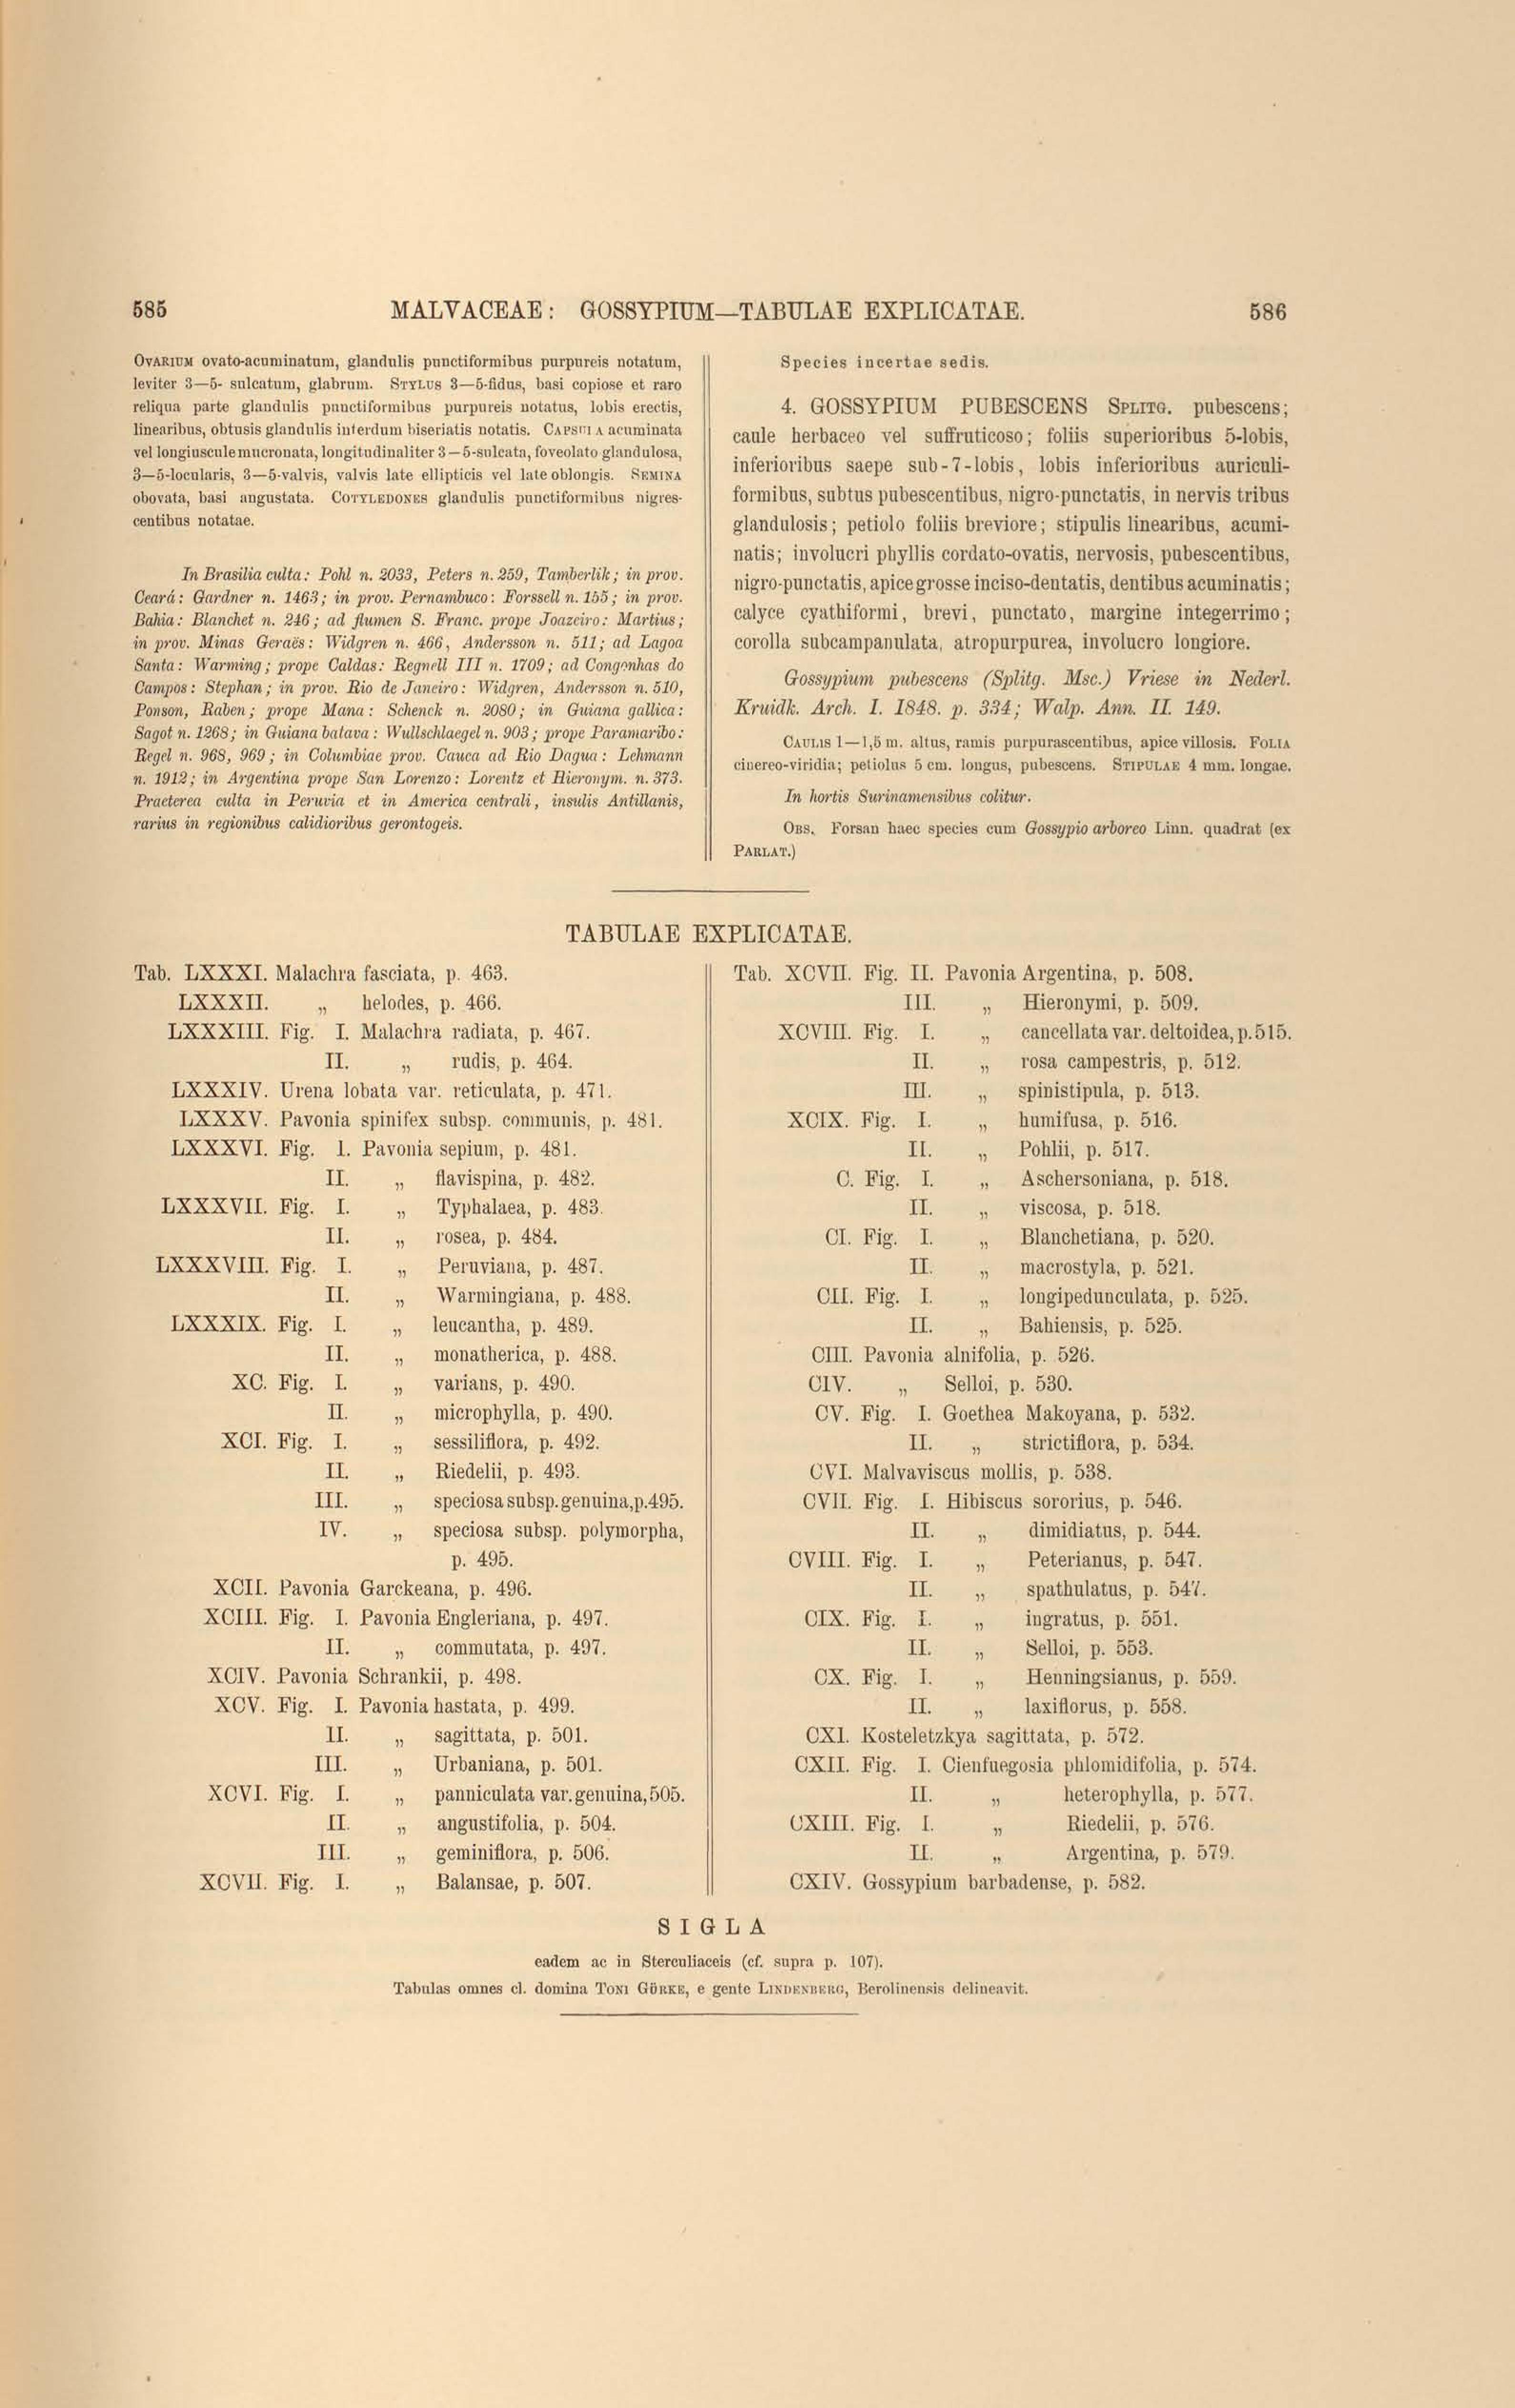 585 MALVACEAE: GOSSYPIUM—TABULAE EXPLICATAE. 586
OVARIUM ovato-acuminatum, glandulis punctiformibus purpureis notatum,
leviter 3—5- sulcatum, glabrum. STYLUS 3—5-fidus, basi copiose et raro
reliqua parte glandulis punctiformibus purpureis notatus, lobis erectis,
linearibus, obtusis glandulis interdum biseriatis notatis. CAPSULA acuminata
vel longiuscule mucronata, longitudinaliter 3—5-sulcata, foveolato glandulosa,
3—5-locularis, 3—5-valvis, valvis late ellipticis vel late oblongis. SEMINA
obovata, basi angustata. COTYLEDONES glandulis punctiformibus nigres-
centibus notatae.
In Brasilia culta: Pohl n. 2033, Peters n. 259, Tamberlik; in prov.
Ceará: Gardner n. 1463; in prov. Pernambuco: Forssell n. 155; in prov.
Bahia: Blanchet n. 246; ad flumen S. Franc. prope Joazeiro: Martius;
in prov. Minas Geraës: Widgren n. 466, Andersson n. 511; ad Lagoa
Santa: Warming; prope Caldas: Regnell III n. 1709; ad Congonhas do
Campos: Stephan; in prov. Rio de Janeiro: Widgren, Andersson n. 510,
Ponson, Raben; prope Mana: Schenck n. 2080; in Guiana gallica:
Sagot n. 1268; in Guiana batava: Wullschlaegel n. 903; prope Paramaribo:
Regel n. 968, 969; in Columbiae prov. Cauca ad Rio Dagua: Lehmann
n. 1912; in Argentina prope San Lorenzo: Lorentz et Hieronym. n. 373.
Praeterea culta in Peruvia et in America centrali, insulis Antillanis,
rarius in regionibus calidioribus gerontogeis.
Species incertae sedis.
4. GOSSYPIUM PUBESCENS SPLITG. pubescens;
caule herbaceo vel suffruticoso; foliis superioribus 5-lobis,
inferioribus saepe sub-7-lobis, lobis inferioribus auriculi-
formibus, subtus pubescentibus, nigro-punctatis, in nervis tribus
glandulosis; petiolo foliis breviore; stipulis linearibus, acumi-
natis; involucri phyllis cordato-ovatis, nervosis, pubescentibus,
nigro-punctatis, apice grosse inciso-dentatis, dentibus acuminatis;
calyce cyathiformi, brevi, punctato, margine integerrimo;
corolla subcampanulata, atropurpurea, involucro longiore.
Gossypium pubescens (Splitg. Msc.) Vriese in Nederl.
Kruidk. Arch. I. 1848. p. 334; Walp. Ann. II. 149.
CAULIS 1—1,5 m. altus, ramis purpurascentibus, apice villosis. FOLIA
cinereo-viridia; petiolus 5 cm. longus, pubescens. STIPULAE 4 mm. longae.
In hortis Surinamensibus colitur.
OBS. Forsan haec species cum Gossypio arboreo Linn. quadrat (ex
PARLAT.)
TABULAE EXPLICATAE.
Tab. LXXXI. Malachra fasciata, p. 463.
LXXXII. „ helodes, p. 466.
LXXXIII. Fig. I. Malachra radiata, p. 467.
II. „ rudis, p. 464.
LXXXIV. Urena lobata var. reticulata, p. 471.
LXXXV. Pavonia spinifex subsp. communis, p. 481.
LXXXVI. Fig. I. Pavonia sepium, p. 481.
II. „ flavispina, p. 482.
LXXXVII. Fig. I. „ Typhalaea, p. 483.
II. „ rosea, p. 484.
LXXXVIII. Fig. I. „ Peruviana, p. 487.
II. „ Warmingiana, p. 488.
LXXXIX. Fig. I. „ leucantha, p. 489.
II. „ monatherica, p. 488.
XC. Fig. I. „ varians, p. 490.
II. „ microphylla, p. 490.
XCI. Fig. I. „ sessiliflora, p. 492.
II. „ Riedelii, p. 493.
III. „ speciosa subsp. genuina, p. 495.
IV. „ speciosa subsp. polymorpha,
p. 495.
XCII. Pavonia Garckeana, p. 496.
XCIII. Fig. I. Pavonia Engleriana, p. 497.
II. „ commutata, p. 497.
XCIV. Pavonia Schrankii, p. 498.
XCV. Fig. I. Pavonia hastata, p. 499.
II. „ sagittata, p. 501.
III. „ Urbaniana, p. 501.
XCVI. Fig. I. „ panniculata var. genuina, 505.
II. „ angustifolia, p. 504.
III. „ geminiflora, p. 506.
XCVII. Fig. I. „ Balansae, p. 507.
Tab. XCVII. Fig. II. Pavonia Argentina, p. 508.
III. „ Hieronymi, p. 509.
XCVIII. Fig. I. „ cancellata var. deltoidea, p. 515.
II. „ rosa campestris, p. 512.
III. „ spinistipula, p. 513.
XCIX. Fig. I. „ humifusa, p. 516.
II. „ Pohlii, p. 517.
C. Fig. I. „ Aschersoniana, p. 518.
II. „ viscosa, p. 518.
CI. Fig. I. „ Blanchetiana, p. 520.
II. „ macrostyla, p. 521.
CII. Fig. I. „ longipedunculata, p. 525.
II. „ Bahiensis, p. 525.
CIII. Pavonia alnifolia, p. 526.
CIV. „ Selloi, p. 530.
CV. Fig. I. Goethea Makoyana, p. 532.
II. „ strictiflora, p. 534.
CVI. Malvaviscus mollis, p. 538.
CVII. Fig. I. Hibiscus sororius, p. 546.
II. „ dimidiatus, p. 544.
CVIII. Fig. I. „ Peterianus, p. 547.
II. „ spathulatus, p. 547.
CIX. Fig. I. „ ingratus, p. 551.
II. „ Selloi, p. 553.
CX. Fig. I. „ Henningsianus, p. 559.
II. „ laxiflorus, p. 558.
CXI. Kosteletzkya sagittata, p. 572.
CXII. Fig. I. Cienfuegosia phlomidifolia, p. 574.
II. „ heterophylla, p. 577.
CXIII. Fig. I. „ Riedelii, p. 576.
II. „ Argentina, p. 579.
CXIV. Gossypium barbadense, p. 582.
SIGLA
eadem ac in Sterculiaceis (cf. supra p. 107).
Tabulas omnes cl. domina TONI GÜRKE, e gente LINDENBERG, Berolinensis delineavit.